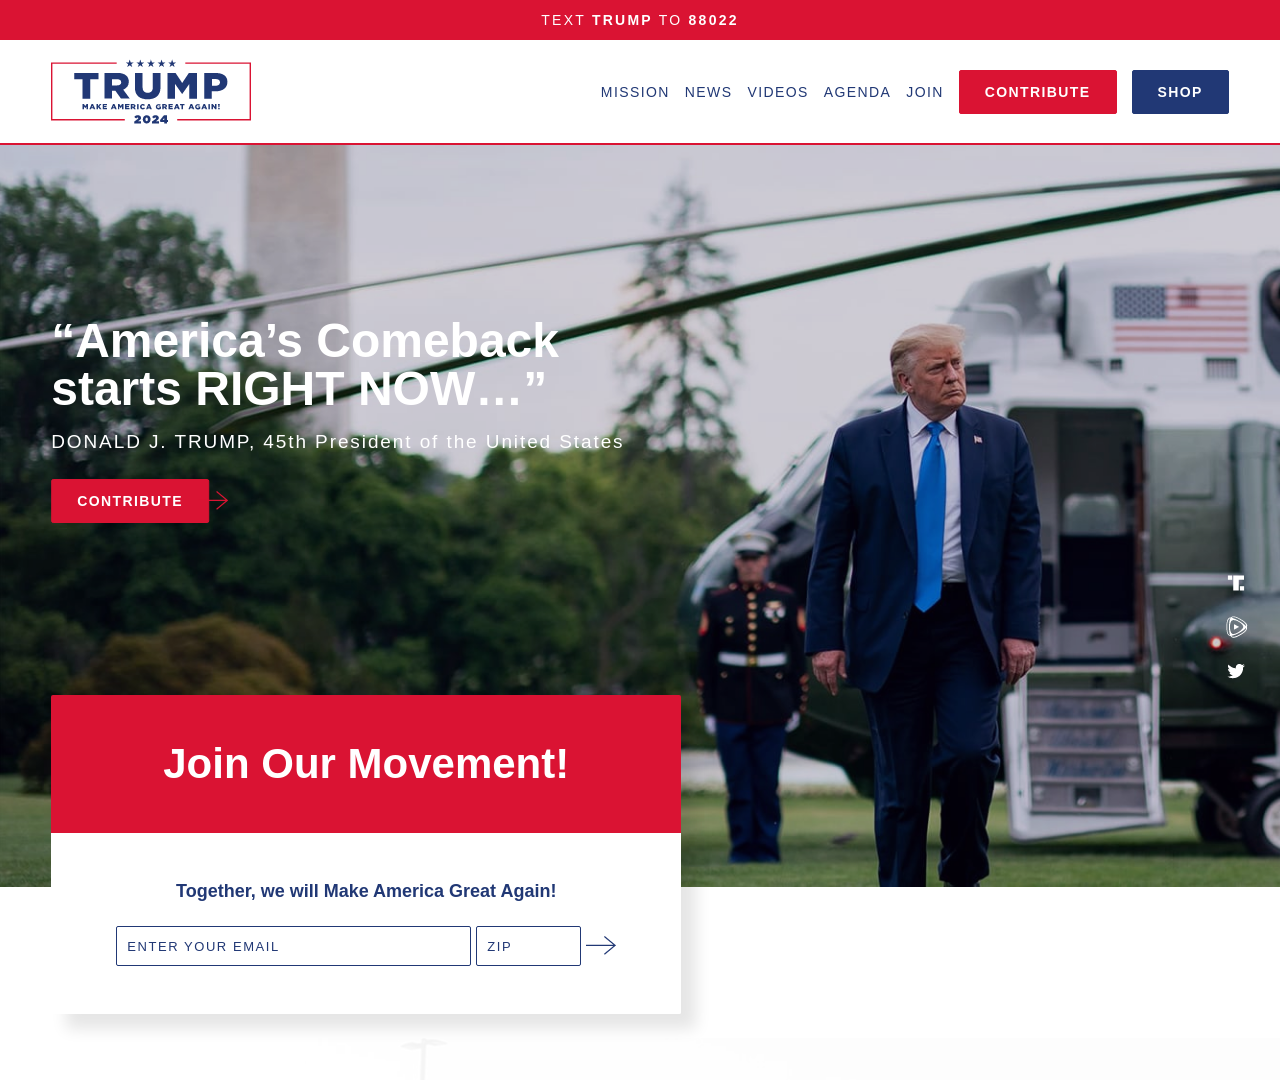 TEXT TRUMP TO 88022
TRUMP
MAKE AMERICA GREAT AGAIN!
2024
MISSION NEWS VIDEOS AGENDA JOIN CONTRIBUTE SHOP
“America’s Comeback
starts RIGHT NOW…”
DONALD J. TRUMP, 45th President of the United States
CONTRIBUTE
Join Our Movement!
Together, we will Make America Great Again!
ENTER YOUR EMAIL ZIP